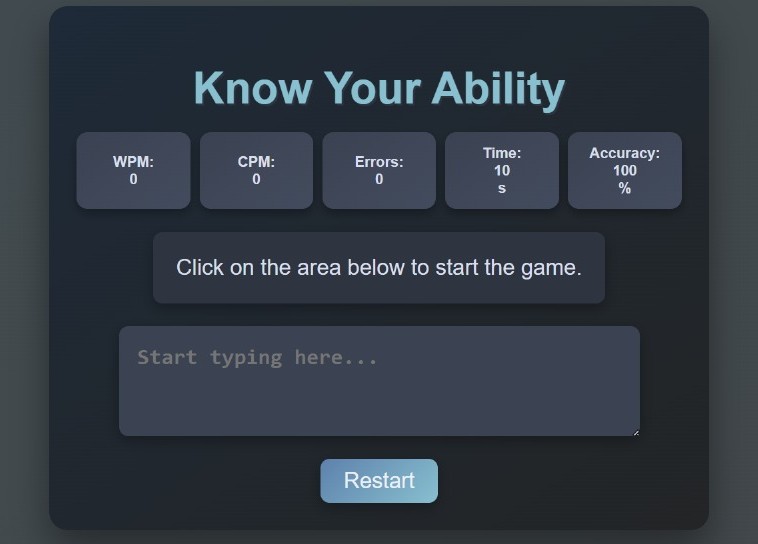 Know Your Ability
WPM:
0
CPM:
0
Errors:
0
Time:
10
s
Accuracy:
100
%
Click on the area below to start the game.
Start typing here...
Restart